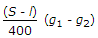 (S - l)
400
(g₁ - g₂)